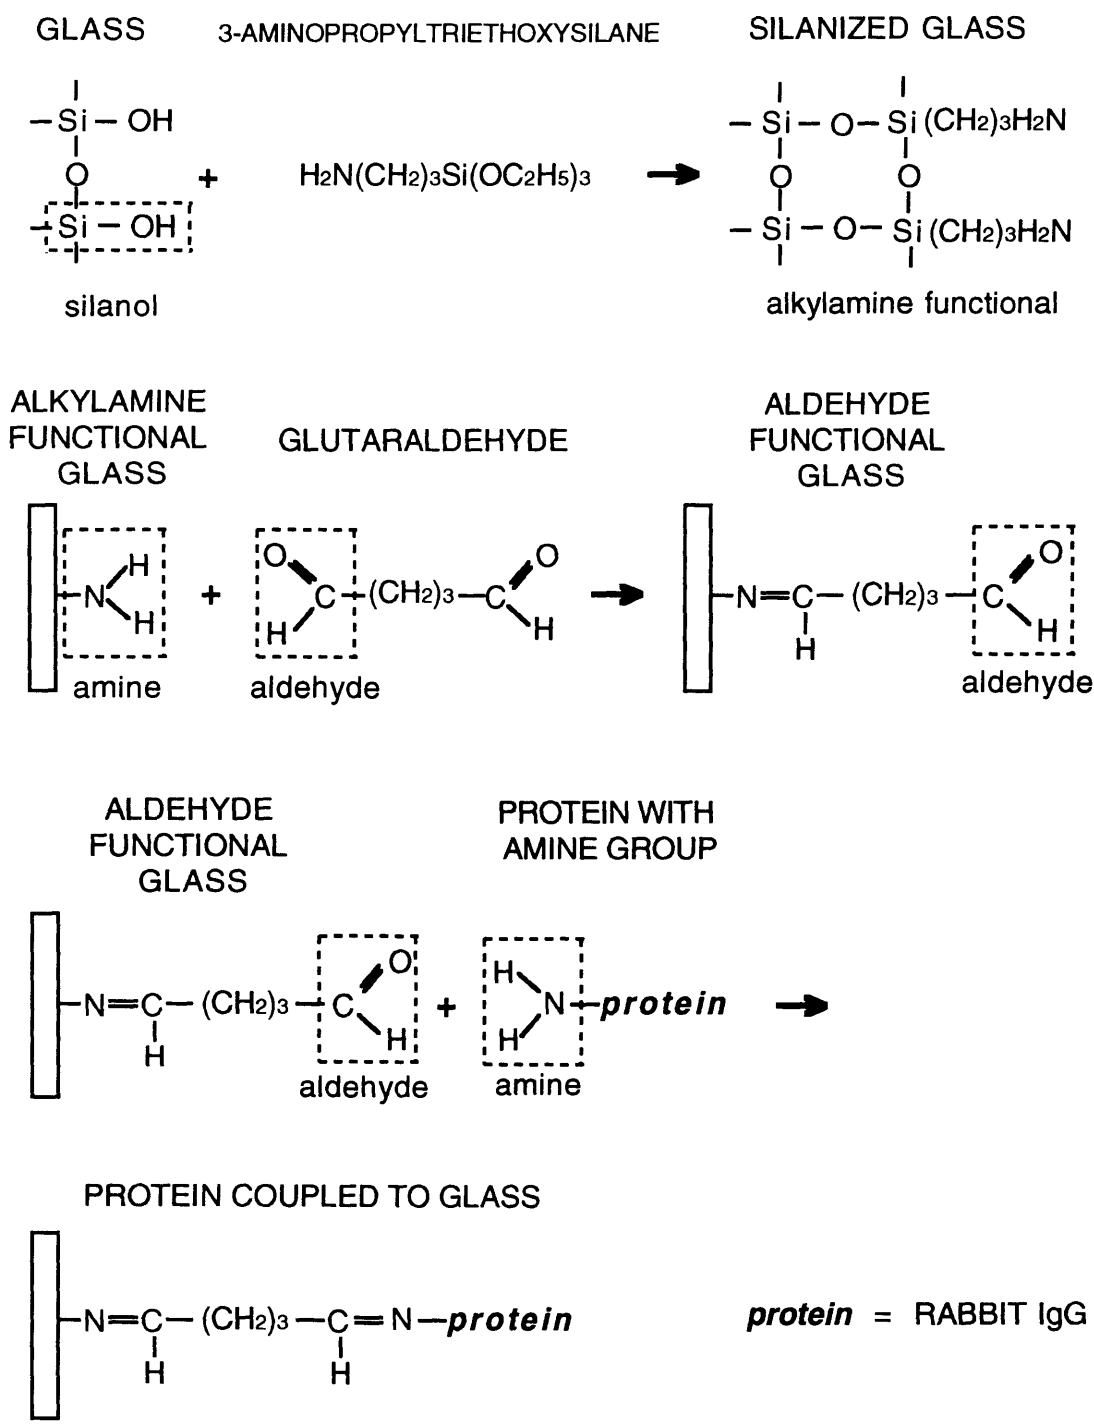 GLASS 3-AMINOPROPYLTRIETHOXYSILANE SILANIZED GLASS
Si OH Si O Si(CH2)3H2N
O + H2N(CH2)3Si(OC2H5)3 O O
Si OH Si O Si(CH2)3H2N
silanol alkylamine functional
ALKYLAMINE
FUNCTIONAL
GLASS
GLUTARALDEHYDE
ALDEHYDE
FUNCTIONAL
GLASS
H O O O
N + C (CH2)3 C N=C (CH2)3 C
H H H H H
amine aldehyde aldehyde
ALDEHYDE
FUNCTIONAL
GLASS
PROTEIN WITH
AMINE GROUP
O H
N=C (CH2)3 C + N protein
H H H
aldehyde amine
PROTEIN COUPLED TO GLASS
N=C (CH2)3 C=N protein protein = RABBIT IgG
H H